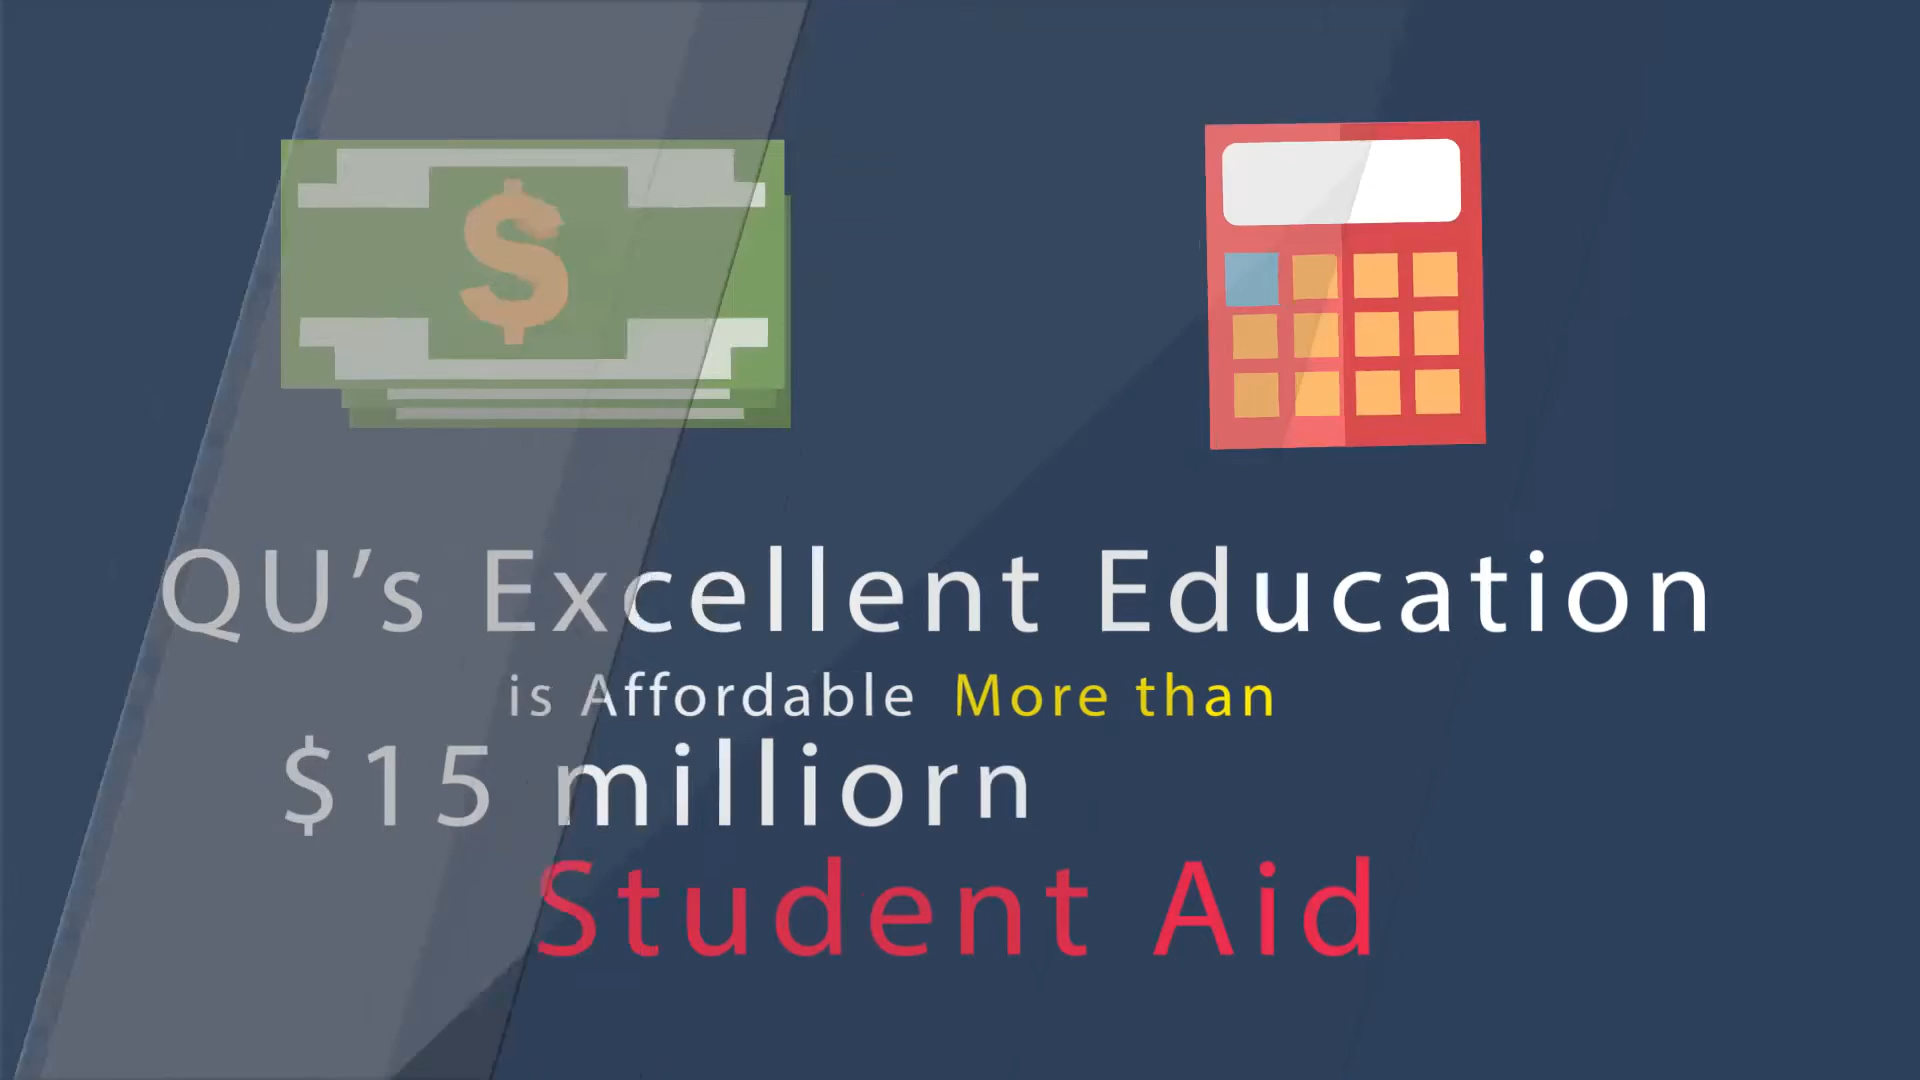 $
QU's Excellent Education
is Affordable More than
$15 milliorn
Student Aid